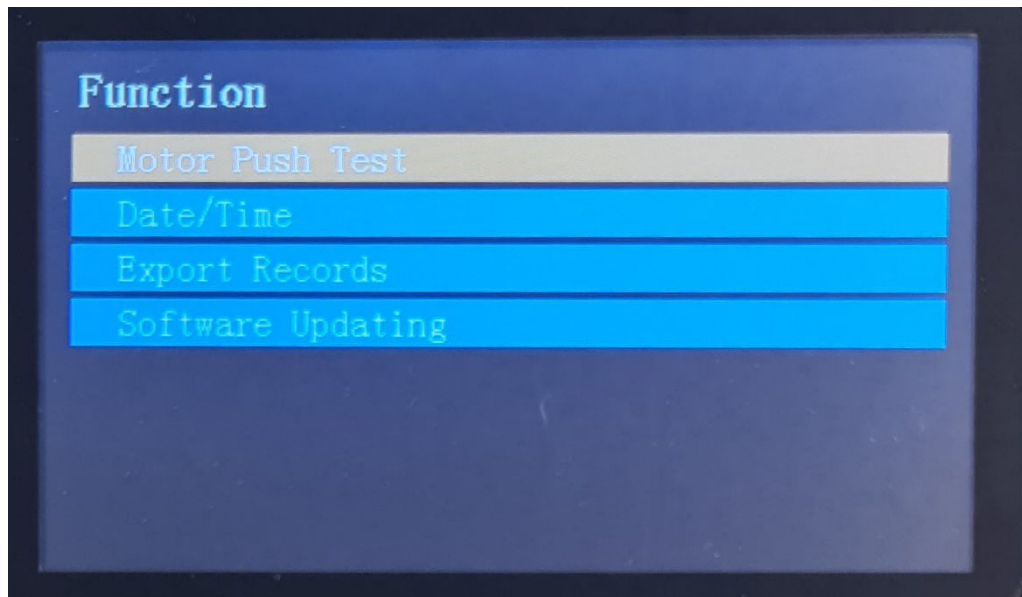 Function
Motor Push Test
Date/Time
Export Records
Software Updating